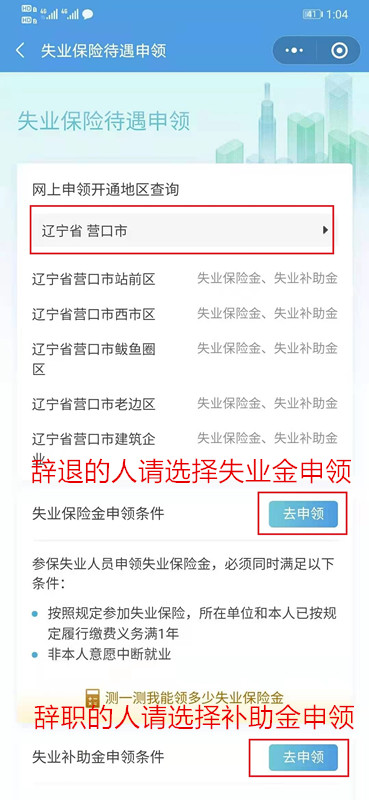 1:04
失业保险待遇申领
失业保险待遇申领
网上申领开通地区查询
辽宁省 营口市
辽宁省营口市站前区 失业保险金、失业补助金
辽宁省营口市西市区 失业保险金、失业补助金
辽宁省营口市鲅鱼圈 失业保险金、失业补助金
区
辽宁省营口市老边区 失业保险金、失业补助金
辽宁省营口市建筑企 失业保险金、失业补助金
业
辞退的人请选择失业金申领
失业保险金申领条件 去申领
参保失业人员申领失业保险金，必须同时满足以下
条件：
按照规定参加失业保险，所在单位和本人已按规
定履行缴费义务满1年
非本人意愿中断就业
测一测我能领多少失业保险金
辞职的人请选择补助金申领
失业补助金申领条件 去申领